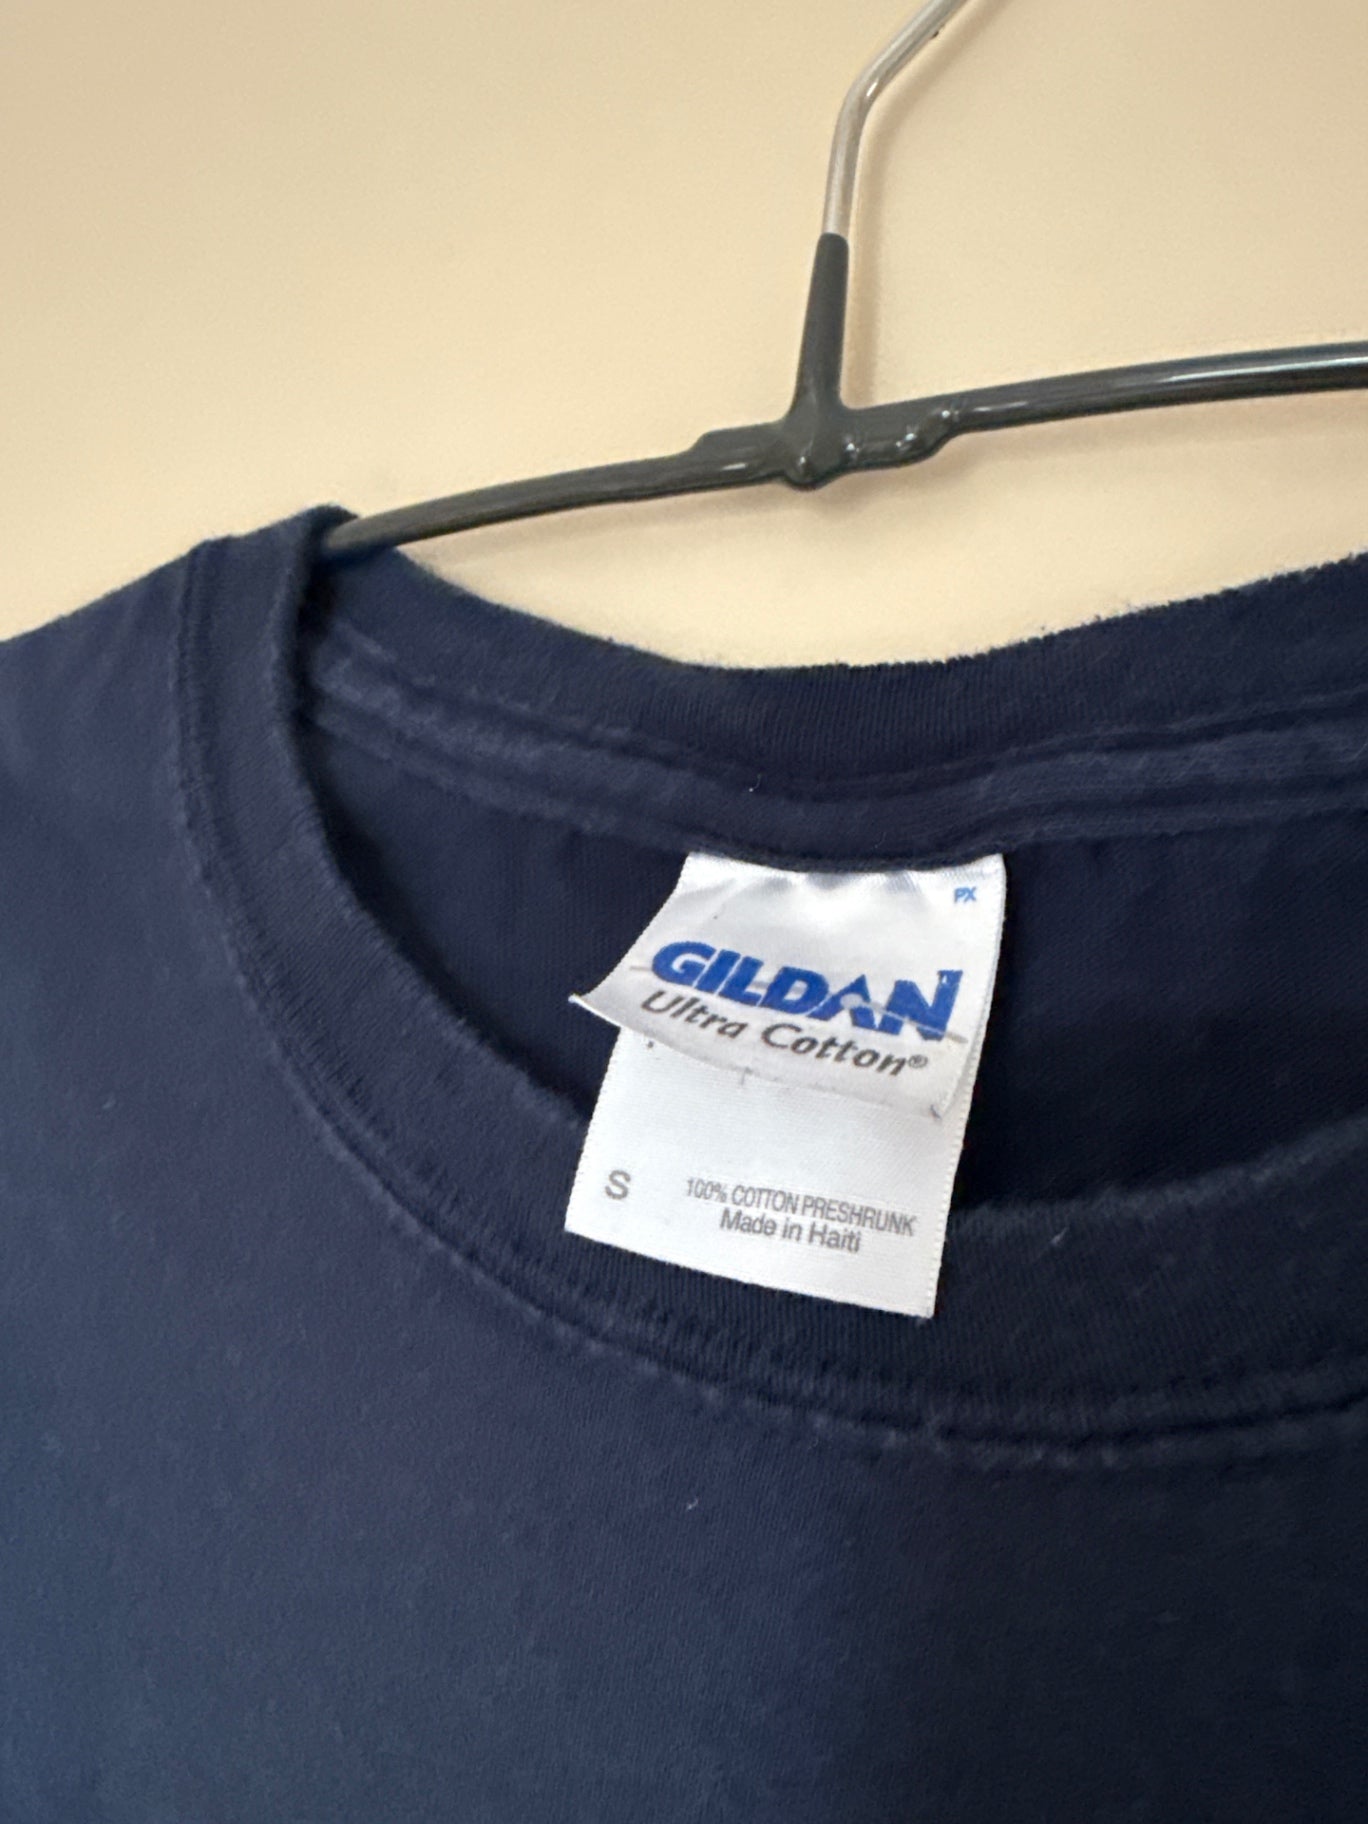 PX
GILDAN
Ultra Cotton®
S
100% COTTON PRESHRUNK
Made in Haiti